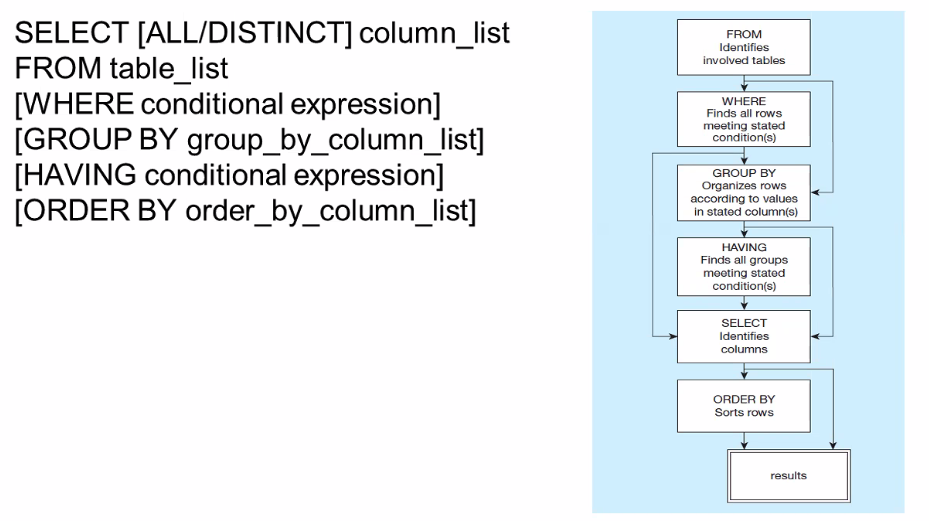 SELECT [ALL/DISTINCT] column_list
FROM table_list
[WHERE conditional expression]
[GROUP BY group_by_column_list]
[HAVING conditional expression]
[ORDER BY order_by_column_list]
FROM
Identifies
involved tables
WHERE
Finds all rows
meeting stated
condition(s)
GROUP BY
Organizes rows
according to values
in stated column(s)
HAVING
Finds all groups
meeting stated
condition(s)
SELECT
Identifies
columns
ORDER BY
Sorts rows
results